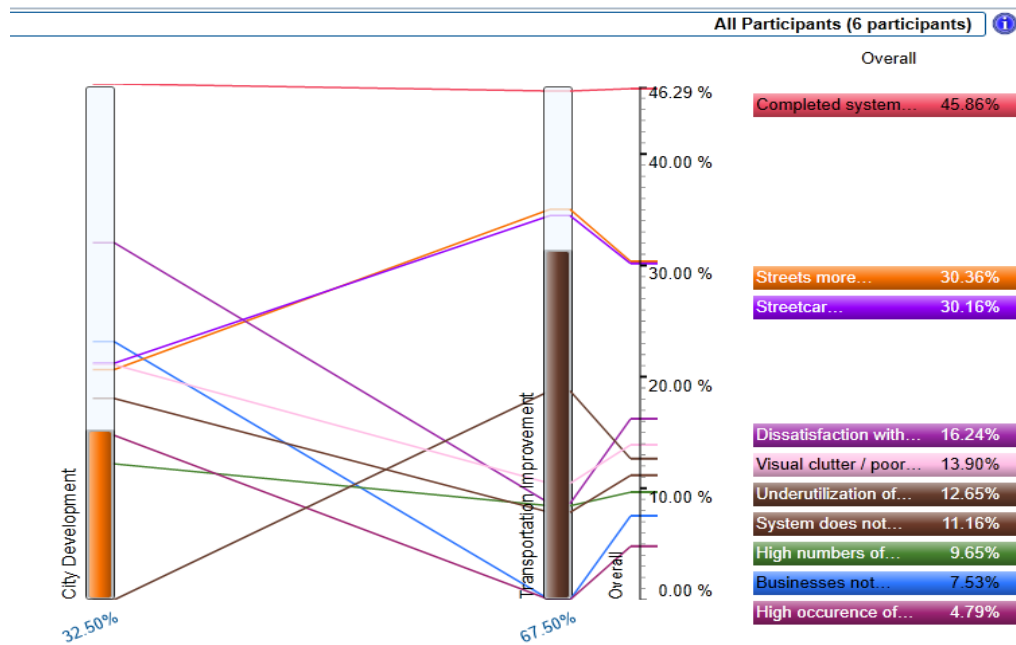 All Participants (6 participants)
Overall
46.29 %
40.00 %
30.00 %
20.00 %
10.00 %
0.00 %
Completed system... 45.86%
Streets more... 30.36%
Streetcar... 30.16%
Dissatisfaction with... 16.24%
Visual clutter / poor... 13.90%
Underutilization of... 12.65%
System does not... 11.16%
High numbers of... 9.65%
Businesses not... 7.53%
High occurence of... 4.79%
City Development
Transportation Improvement
Overall
32.50%
67.50%